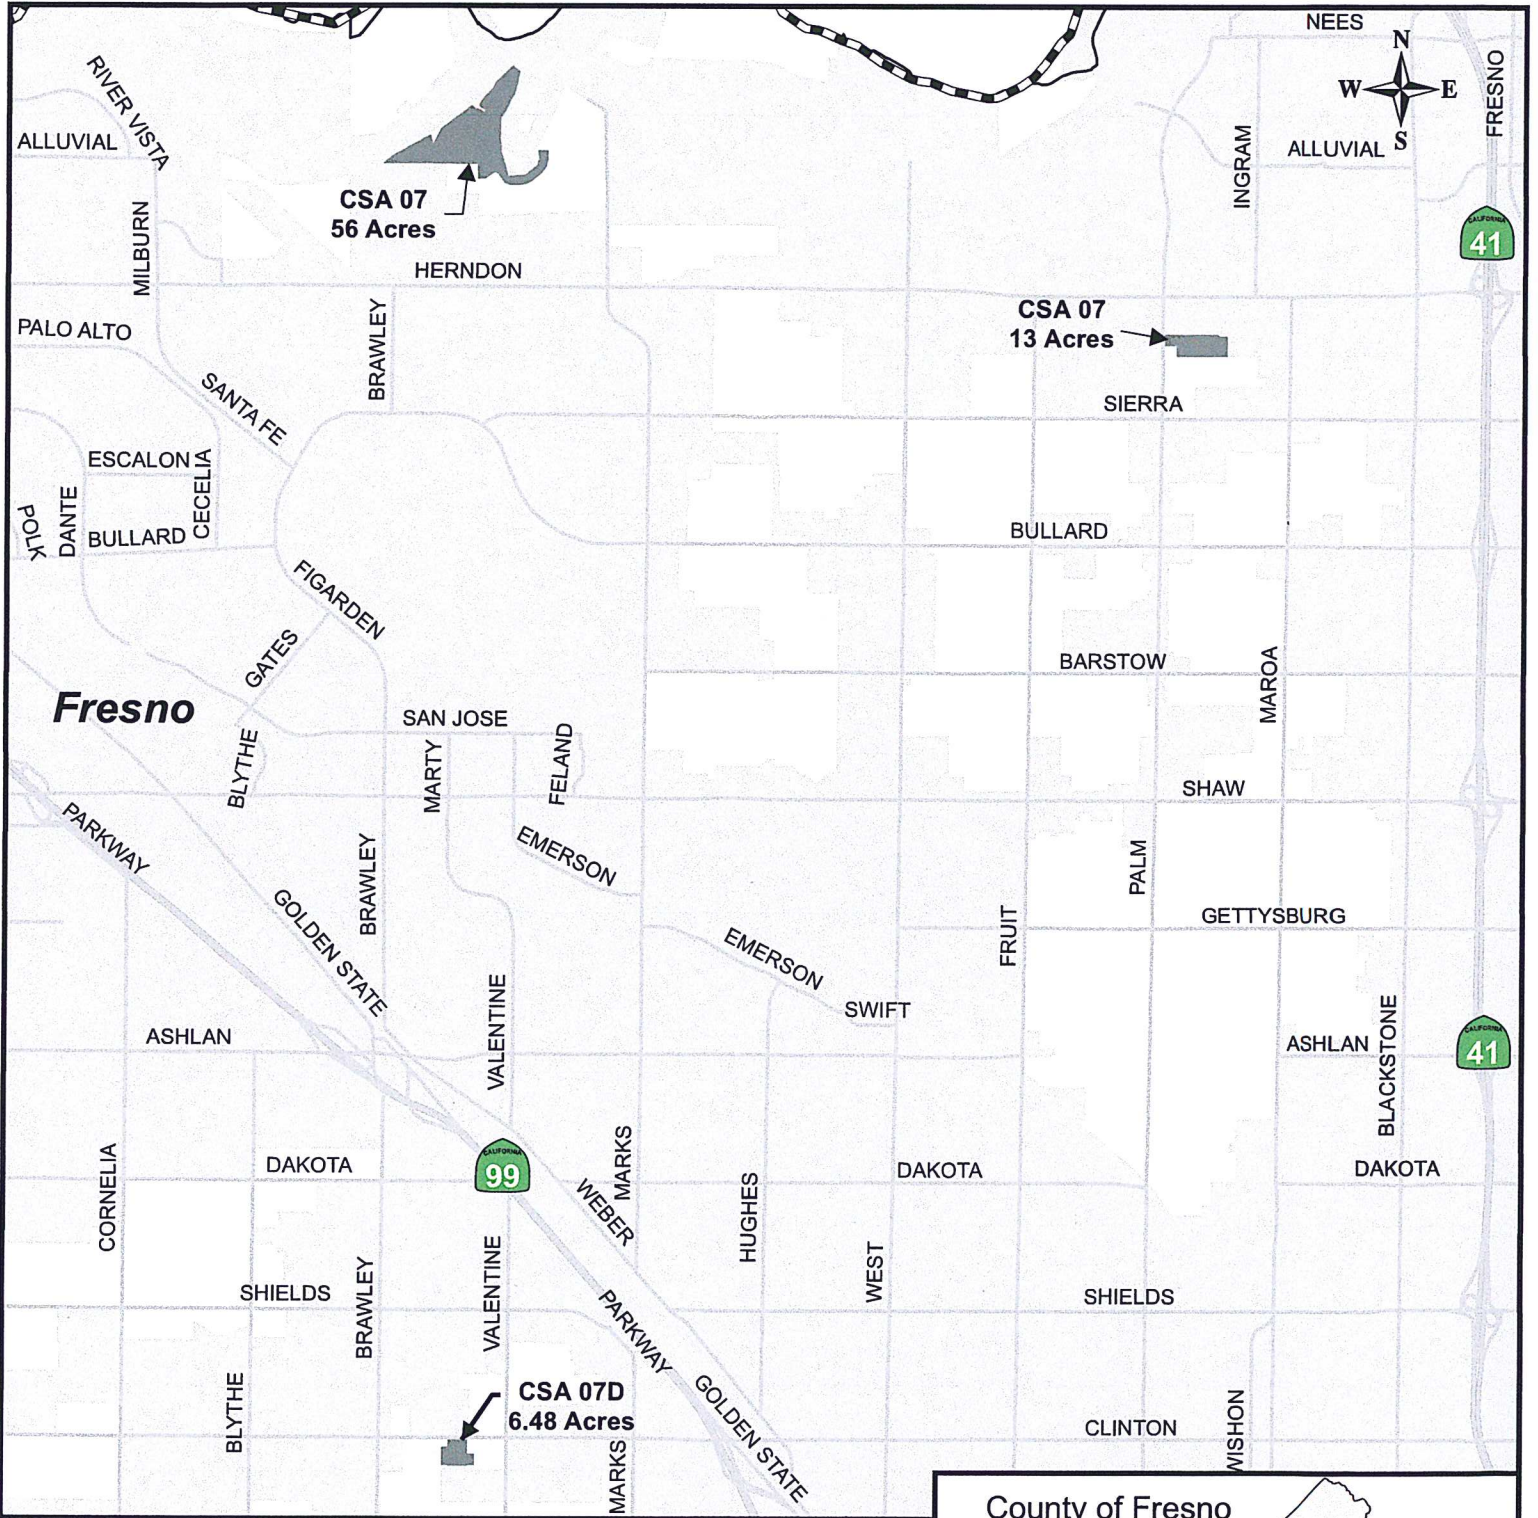 NEES
N
W E
S
FRESNO
RIVER VISTA
ALLUVIAL
INGRAM
ALLUVIAL
CSA 07
56 Acres
CALIFORNIA
41
MILBURN
HERNDON
PALO ALTO
BRAWLEY
CSA 07
13 Acres
SANTA FE
SIERRA
ESCALON
CECELIA
POLK
DANTE
BULLARD
BULLARD
FIGARDEN
GATES
BARSTOW
MAROA
Fresno
SAN JOSE
BLYTHE
MARTY
FELAND
SHAW
PARKWAY
EMERSON
BRAWLEY
PALM
GOLDEN STATE
GETTYSBURG
FRUIT
EMERSON
VALENTINE
SWIFT
ASHLAN
ASHLAN
BLACKSTONE
CALIFORNIA
41
CORNELIA
DAKOTA
CALIFORNIA
99
MARKS
WEBER
DAKOTA
DAKOTA
HUGHES
WEST
SHIELDS
BRAWLEY
VALENTINE
SHIELDS
PARKWAY
BLYTHE
CSA 07D
6.48 Acres
GOLDEN STATE
CLINTON
WISHON
MARKS
County of Fresno